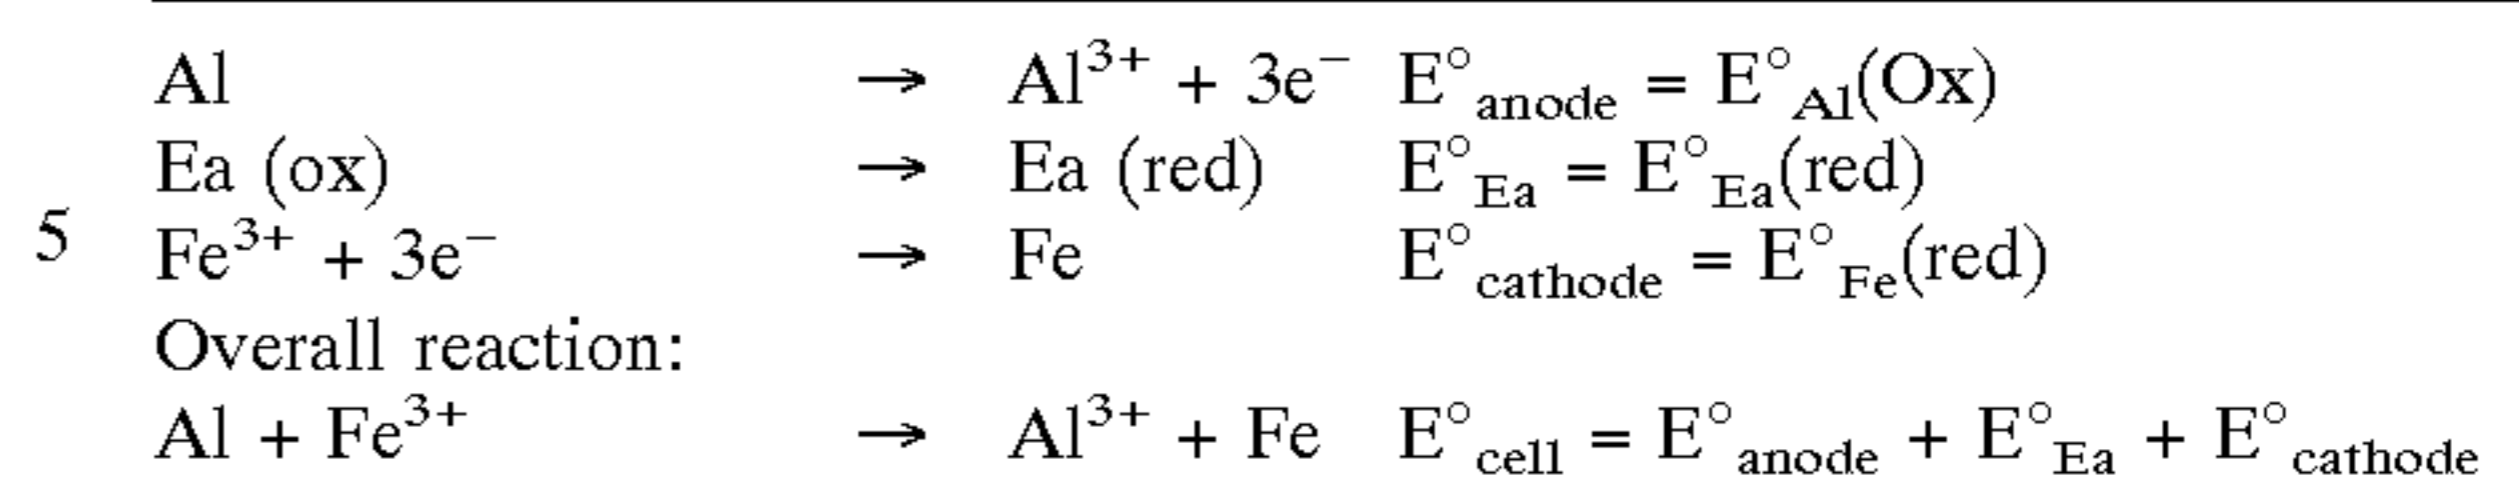 Al → Al³⁺ + 3e⁻ E°anode = E°Al(Ox)
Ea (ox) → Ea (red) E°Ea = E°Ea(red)
5
Fe³⁺ + 3e⁻ → Fe E°cathode = E°Fe(red)
Overall reaction:
Al + Fe³⁺ → Al³⁺ + Fe E°cell = E°anode + E°Ea + E°cathode